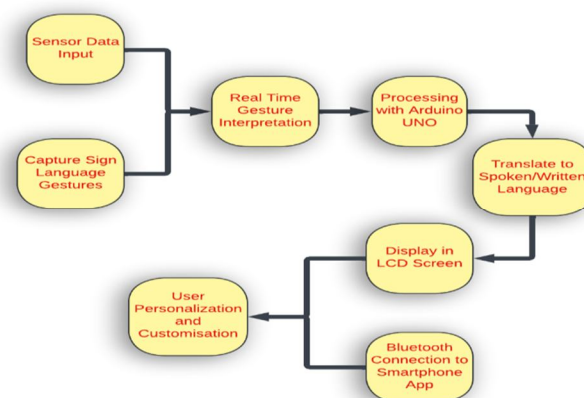 Sensor Data
Input
Capture Sign
Language
Gestures
Real Time
Gesture
Interpretation
Processing
with Arduino
UNO
Translate to
Spoken/Written
Language
Display in
LCD Screen
User
Personalization
and
Customisation
Bluetooth
Connection to
Smartphone
App